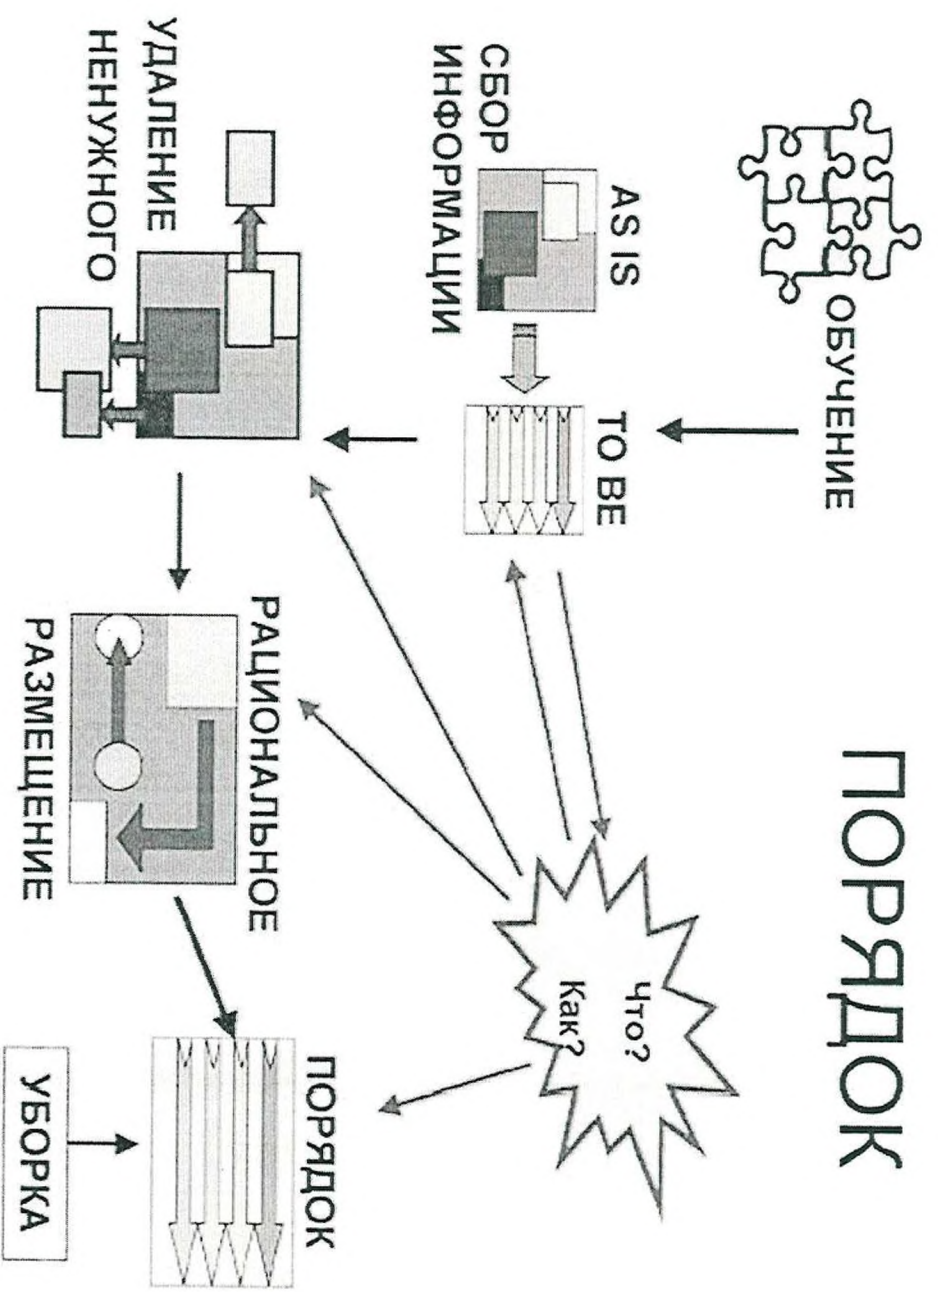 ПОРЯДОК
ОБУЧЕНИЕ
AS IS
TO BE
СБОР
ИНФОРМАЦИИ
Что?
Как?
УДАЛЕНИЕ
НЕНУЖНОГО
РАЦИОНАЛЬНОЕ
РАЗМЕЩЕНИЕ
ПОРЯДОК
УБОРКА